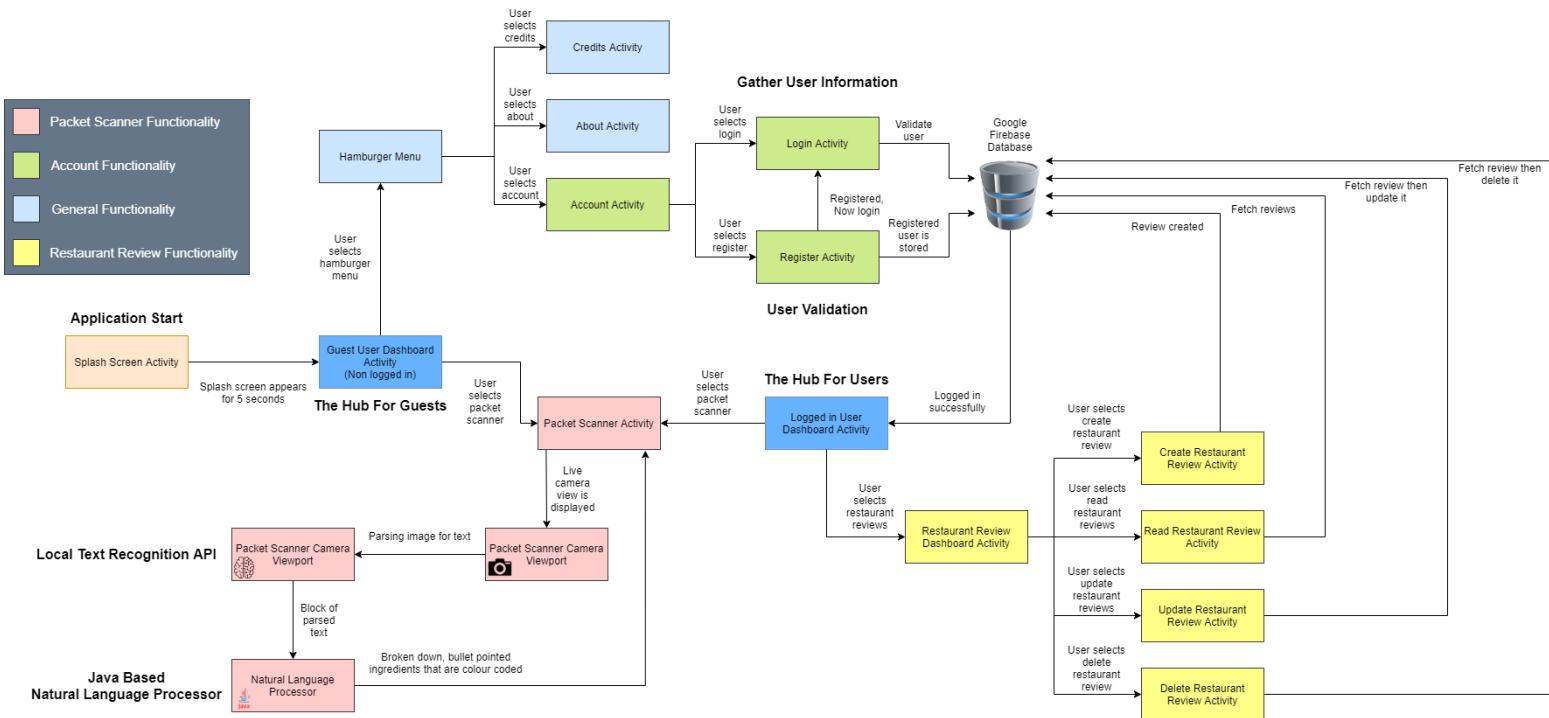 User
selects
credits
Credits Activity
Gather User Information
Packet Scanner Functionality
Account Functionality
General Functionality
Restaurant Review Functionality
Hamburger Menu
User
selects
about
About Activity
User
selects
account
Account Activity
User
selects
login
Login Activity
Validate
user
Google
Firebase
Database
Registered,
Now login
User
selects
register
Register Activity
Registered
user is
stored
User Validation
Fetch review then
delete it
Fetch review then
update it
Fetch reviews
Review created
User
selects
hamburger
menu
Application Start
Splash Screen Activity
Splash screen appears
for 5 seconds
Guest User Dashboard
Activity
(Non logged in)
The Hub For Guests
User
selects
packet
scanner
Packet Scanner Activity
User
selects
packet
scanner
The Hub For Users
Logged in User
Dashboard Activity
Logged in
successfully
Live
camera
view is
displayed
Local Text Recognition API
Packet Scanner Camera
Viewport
Parsing image for text
Packet Scanner Camera
Viewport
Block of
parsed
text
Java Based
Natural Language Processor
Natural Language
Processor
Java
Broken down, bullet pointed
ingredients that are colour coded
User
selects
restaurant
reviews
Restaurant Review
Dashboard Activity
User selects
create
restaurant
review
Create Restaurant
Review Activity
User selects
read
restaurant
reviews
Read Restaurant Review
Activity
User selects
update
restaurant
reviews
Update Restaurant
Review Activity
User selects
delete
restaurant
review
Delete Restaurant
Review Activity